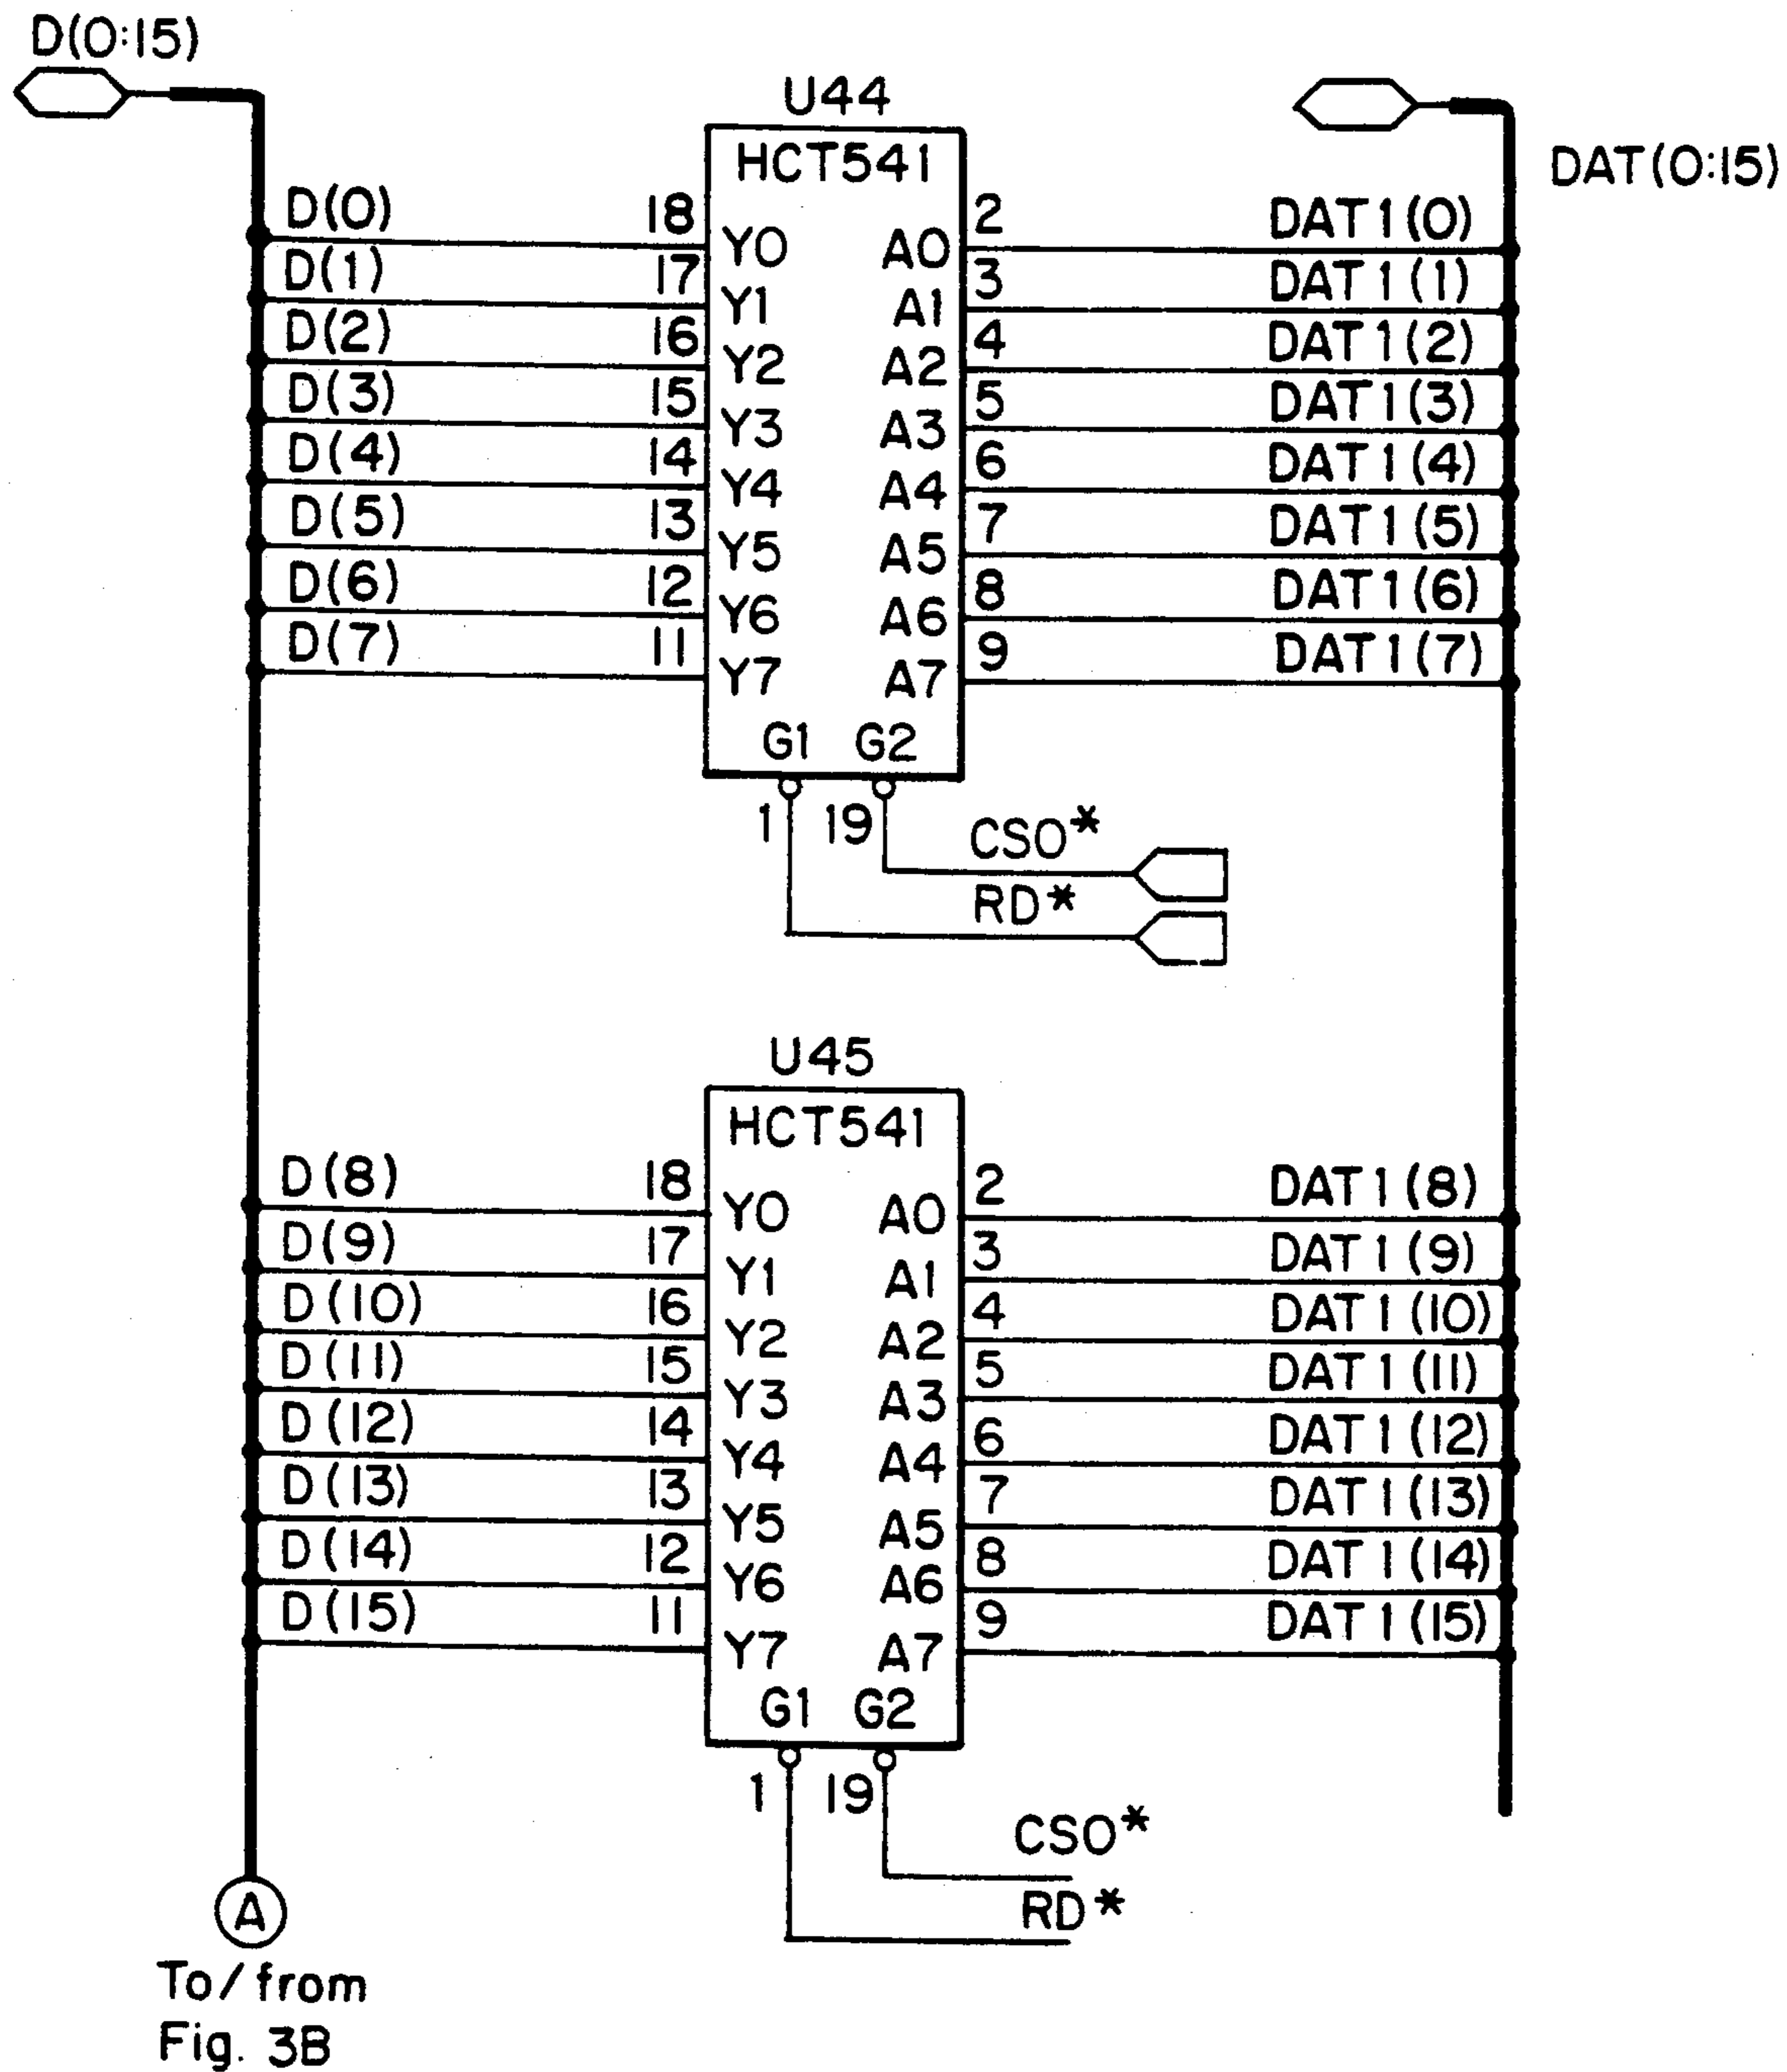 D(0:15)
DAT(0:15)
U44
HCT541
D(0) 18 Y0 A0 2 DAT1(0)
D(1) 17 Y1 A1 3 DAT1(1)
D(2) 16 Y2 A2 4 DAT1(2)
D(3) 15 Y3 A3 5 DAT1(3)
D(4) 14 Y4 A4 6 DAT1(4)
D(5) 13 Y5 A5 7 DAT1(5)
D(6) 12 Y6 A6 8 DAT1(6)
D(7) 11 Y7 A7 9 DAT1(7)
G1 G2
1 19 CSO*
RD*
U45
HCT541
D(8) 18 Y0 A0 2 DAT1(8)
D(9) 17 Y1 A1 3 DAT1(9)
D(10) 16 Y2 A2 4 DAT1(10)
D(11) 15 Y3 A3 5 DAT1(11)
D(12) 14 Y4 A4 6 DAT1(12)
D(13) 13 Y5 A5 7 DAT1(13)
D(14) 12 Y6 A6 8 DAT1(14)
D(15) 11 Y7 A7 9 DAT1(15)
G1 G2
1 19 CSO*
RD*
A
To/from
Fig. 3B